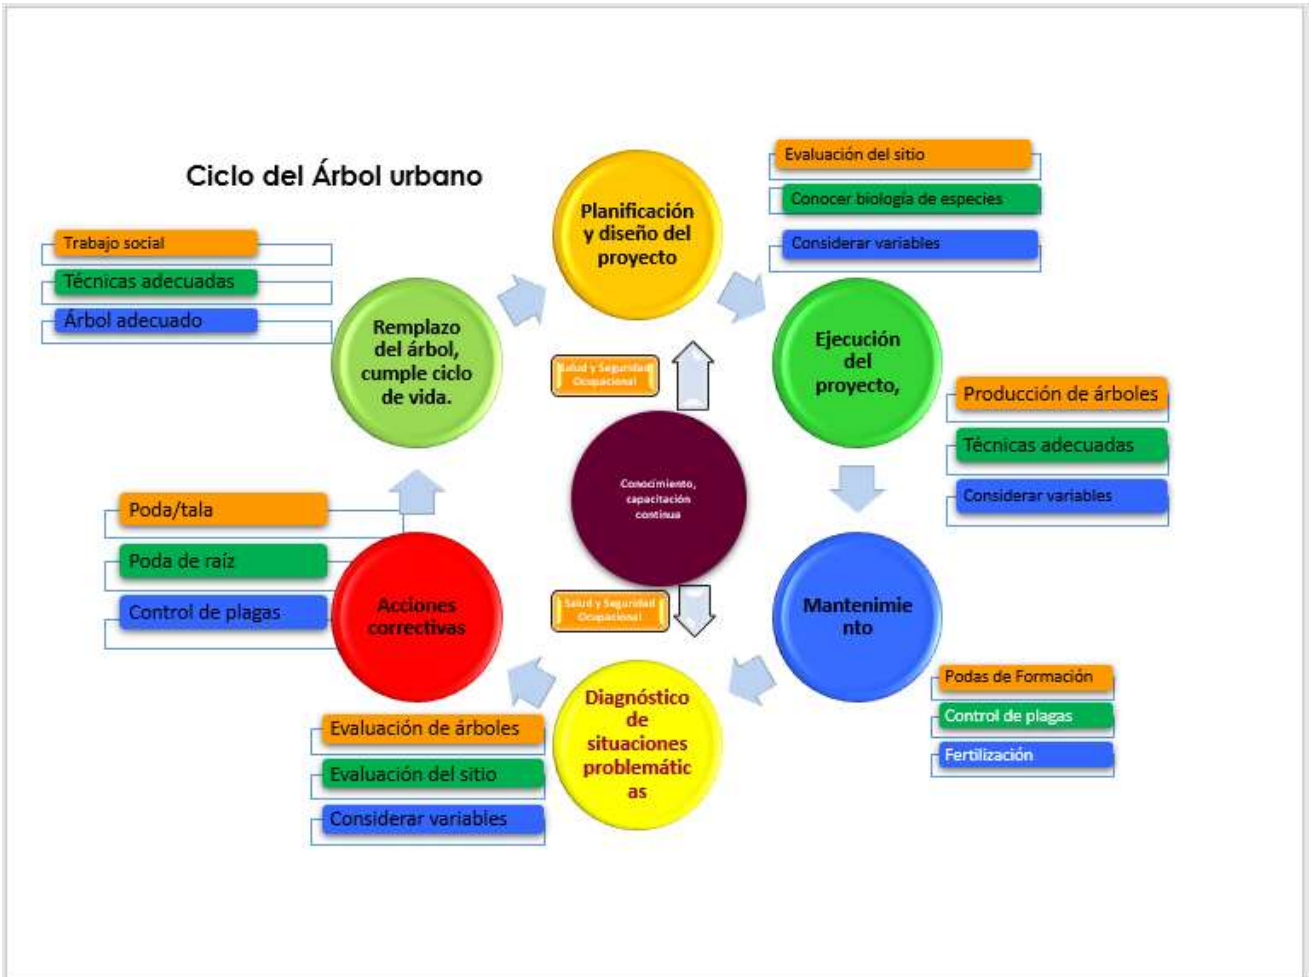 Ciclo del Árbol urbano
Planificación
y diseño del
proyecto
Evaluación del sitio
Conocer biología de especies
Considerar variables
Ejecución
del
proyecto,
Producción de árboles
Técnicas adecuadas
Considerar variables
Mantenimie
nto
Podas de Formación
Control de plagas
Fertilización
Diagnóstico
de
situaciones
problemátic
as
Evaluación de árboles
Evaluación del sitio
Considerar variables
Acciones
correctivas
Poda/tala
Poda de raíz
Control de plagas
Remplazo
del árbol,
cumple ciclo
de vida.
Trabajo social
Técnicas adecuadas
Árbol adecuado
Salud y Seguridad
Ocupacional
Conocimiento,
capacitación
continua
Salud y Seguridad
Ocupacional